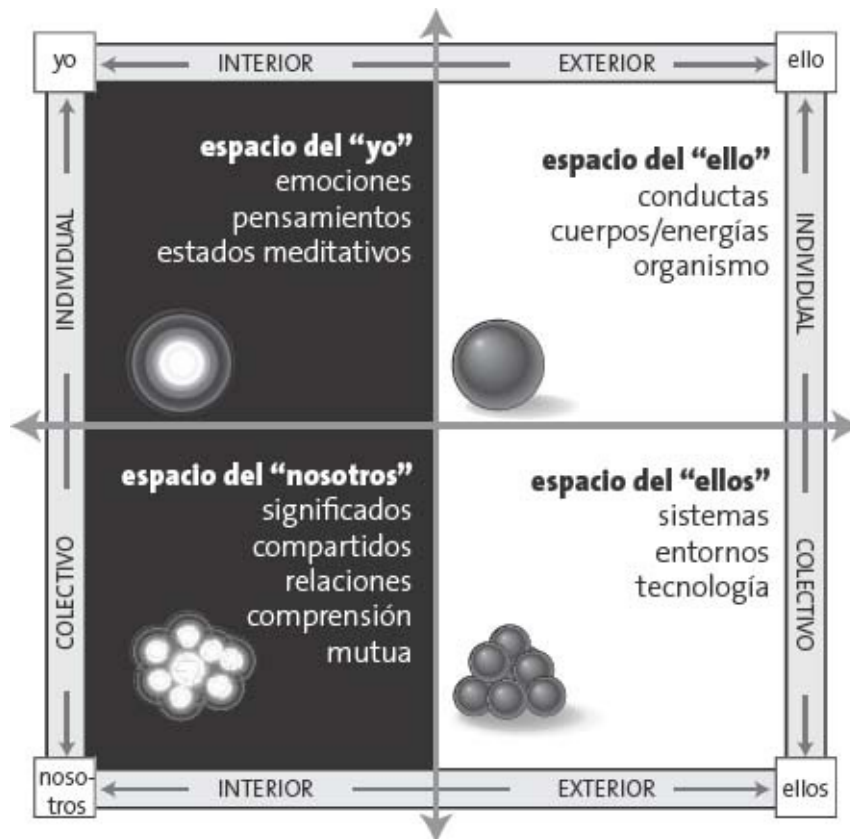 yo
INTERIOR
EXTERIOR
ello
INDIVIDUAL
espacio del “yo”
emociones
pensamientos
estados meditativos
espacio del “ello”
conductas
cuerpos/energías
organismo
INDIVIDUAL
COLECTIVO
espacio del “nosotros”
significados
compartidos
relaciones
comprensión
mutua
espacio del “ellos”
sistemas
entornos
tecnología
COLECTIVO
noso-
tros
INTERIOR
EXTERIOR
ellos